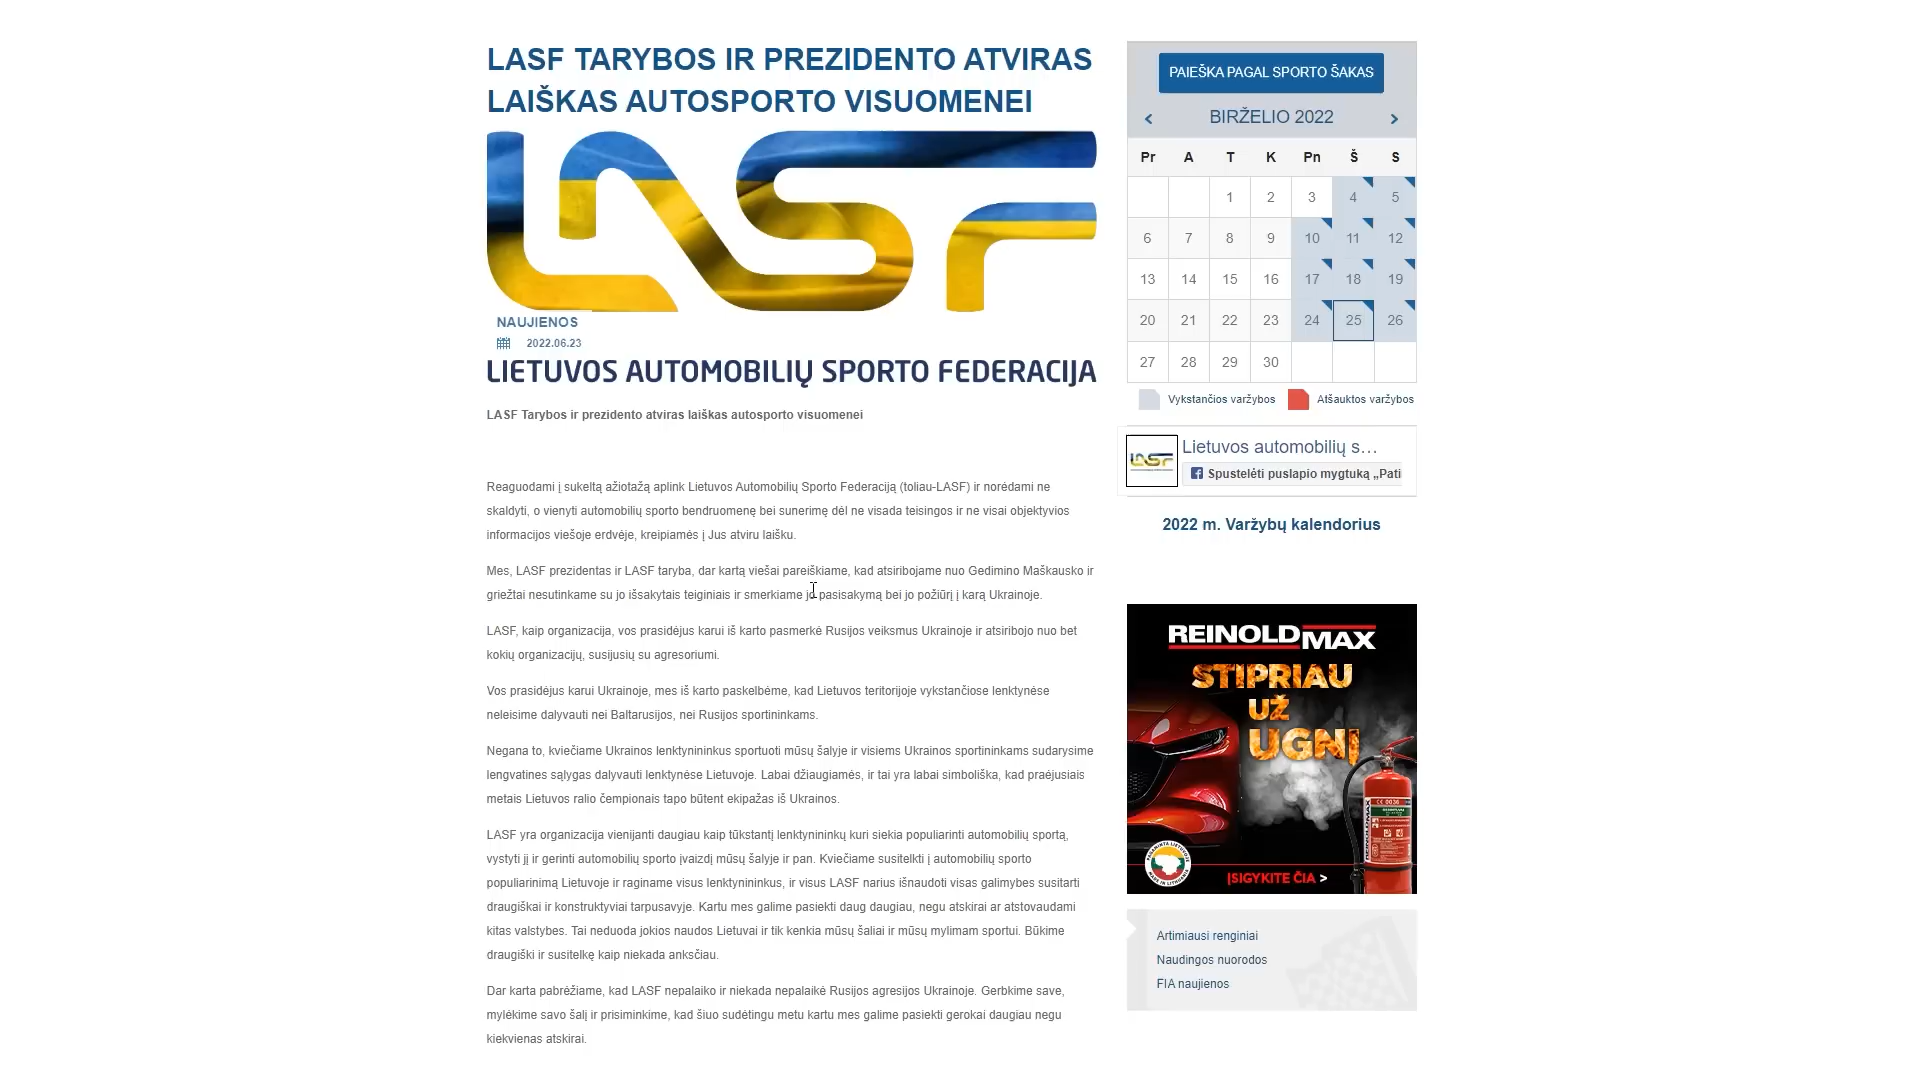 LASF TARYBOS IR PREZIDENTO ATVIRAS
LAIŠKAS AUTOSPORTO VISUOMENEI
LASF
NAUJIENOS
2022.06.23
LIETUVOS AUTOMOBILIŲ SPORTO FEDERACIJA
LASF Tarybos ir prezidento atviras laiškas autosporto visuomenei
Reaguodami į sukeltą ažiotažą aplink Lietuvos Automobilių Sporto Federaciją (toliau-LASF) ir norėdami ne
skaldyti, o vienyti automobilių sporto bendruomenę bei sunerimę dėl ne visada teisingos ir ne visai objektyvios
informacijos viešoje erdvėje, kreipiamės į Jus atviru laišku.
Mes, LASF prezidentas ir LASF taryba, dar kartą viešai pareiškiame, kad atsiribojame nuo Gedimino Maškausko ir
griežtai nesutinkame su jo išsakytais teiginiais ir smerkiame jo pasisakymą bei jo požiūrį į karą Ukrainoje.
LASF, kaip organizacija, vos prasidėjus karui iš karto pasmerkė Rusijos veiksmus Ukrainoje ir atsiribojo nuo bet
kokių organizacijų, susijusių su agresoriumi.
Vos prasidėjus karui Ukrainoje, mes iš karto paskelbėme, kad Lietuvos teritorijoje vykstančiose lenktynėse
neleisime dalyvauti nei Baltarusijos, nei Rusijos sportininkams.
Negana to, kviečiame Ukrainos lenktynininkus sportuoti mūsų šalyje ir visiems Ukrainos sportininkams sudarysime
lengvatines sąlygas dalyvauti lenktynėse Lietuvoje. Labai džiaugiamės, ir tai yra labai simboliška, kad praėjusiais
metais Lietuvos ralio čempionais tapo būtent ekipažas iš Ukrainos.
LASF yra organizacija vienijanti daugiau kaip tūkstantį lenktynininkų kuri siekia populiarinti automobilių sportą,
vystyti jį ir gerinti automobilių sporto įvaizdį mūsų šalyje ir pan. Kviečiame susitelkti į automobilių sporto
populiarinimą Lietuvoje ir raginame visus lenktynininkus, ir visus LASF narius išnaudoti visas galimybes susitarti
draugiškai ir konstruktyviai tarpusavyje. Kartu mes galime pasiekti daug daugiau, negu atskirai ar atstovaudami
kitas valstybes. Tai neduoda jokios naudos Lietuvai ir tik kenkia mūsų šaliai ir mūsų mylimam sportui. Būkime
draugiški ir susitelkę kaip niekada anksčiau.
Dar karta pabrėžiame, kad LASF nepalaiko ir niekada nepalaikė Rusijos agresijos Ukrainoje. Gerbkime save,
mylėkime savo šalį ir prisiminkime, kad šiuo sudėtingu metu kartu mes galime pasiekti gerokai daugiau negu
kiekvienas atskirai.
PAIEŠKA PAGAL SPORTO ŠAKAS
BIRŽELIO 2022
Pr A T K Pn Š S
1 2 3 4 5
6 7 8 9 10 11 12
13 14 15 16 17 18 19
20 21 22 23 24 25 26
27 28 29 30
Vykstančios varžybos Atšauktos varžybos
LASF
Lietuvos automobilių s…
Spustelėti puslapio mygtuką „Pati
2022 m. Varžybų kalendorius
REINOLDMAX
STIPRIAU
UŽ
UGNĮ
REINOLDMAX
ĮSIGYKITE ČIA >
Artimiausi renginiai
Naudingos nuorodos
FIA naujienos